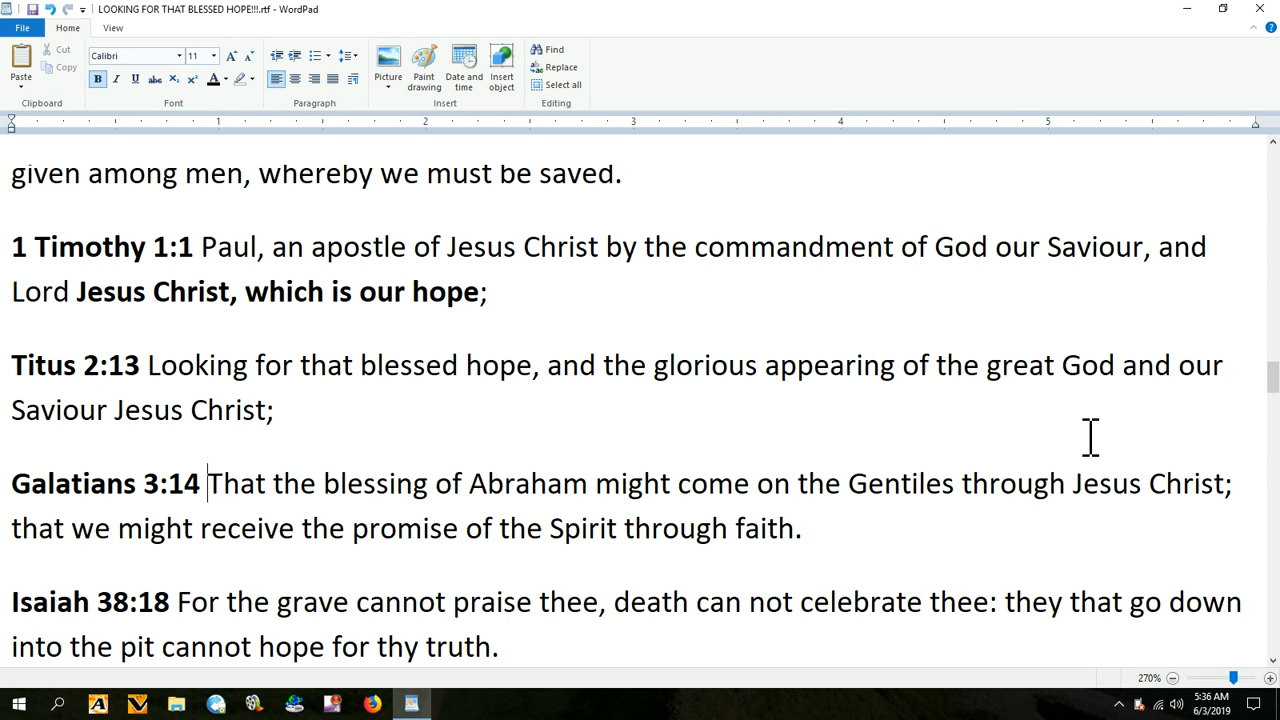 LOOKING FOR THAT BLESSED HOPE!!!.rtf - WordPad
File Home View
Cut
Calibri 11
Find
Copy
Replace
Paste
Picture
Paint drawing
Date and time
Insert object
Select all
Clipboard Font Paragraph Insert Editing
1 2 3 4 5
given among men, whereby we must be saved.
1 Timothy 1:1 Paul, an apostle of Jesus Christ by the commandment of God our Saviour, and
Lord Jesus Christ, which is our hope;
Titus 2:13 Looking for that blessed hope, and the glorious appearing of the great God and our
Saviour Jesus Christ;
Galatians 3:14 That the blessing of Abraham might come on the Gentiles through Jesus Christ;
that we might receive the promise of the Spirit through faith.
Isaiah 38:18 For the grave cannot praise thee, death can not celebrate thee: they that go down
into the pit cannot hope for thy truth.
270%
5:36 AM
6/3/2019